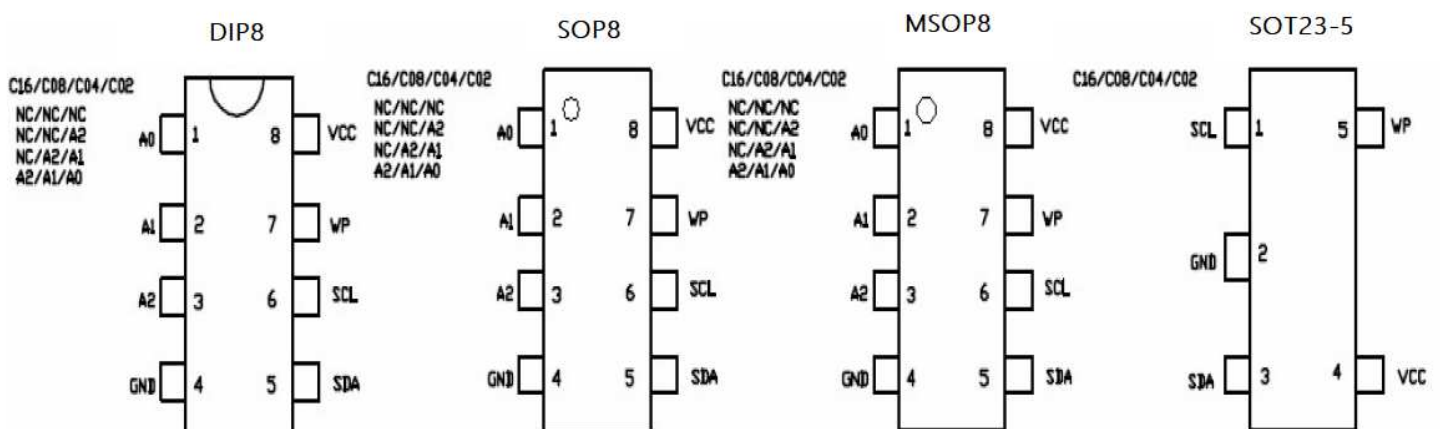 DIP8
C16/C08/C04/C02
NC/NC/NC
NC/NC/A2
NC/A2/A1
A2/A1/A0
A0 1 8 VCC
A1 2 7 WP
A2 3 6 SCL
GND 4 5 SDA
SOP8
C16/C08/C04/C02
NC/NC/NC
NC/NC/A2
NC/A2/A1
A2/A1/A0
A0 1 8 VCC
A1 2 7 WP
A2 3 6 SCL
GND 4 5 SDA
MSOP8
C16/C08/C04/C02
NC/NC/NC
NC/NC/A2
NC/A2/A1
A2/A1/A0
A0 1 8 VCC
A1 2 7 WP
A2 3 6 SCL
GND 4 5 SDA
SOT23-5
C16/C08/C04/C02
SCL 1 5 WP
GND 2
SDA 3 4 VCC